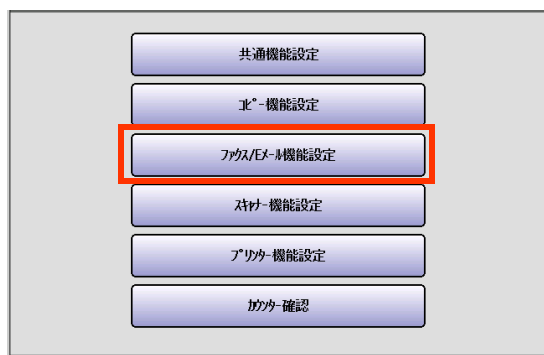 共通機能設定
ｺﾋﾟｰ機能設定
ﾌｧｸｽ/Eﾒｰﾙ機能設定
ｽｷｬﾅｰ機能設定
ﾌﾟﾘﾝﾀｰ機能設定
ｶｳﾝﾀｰ確認